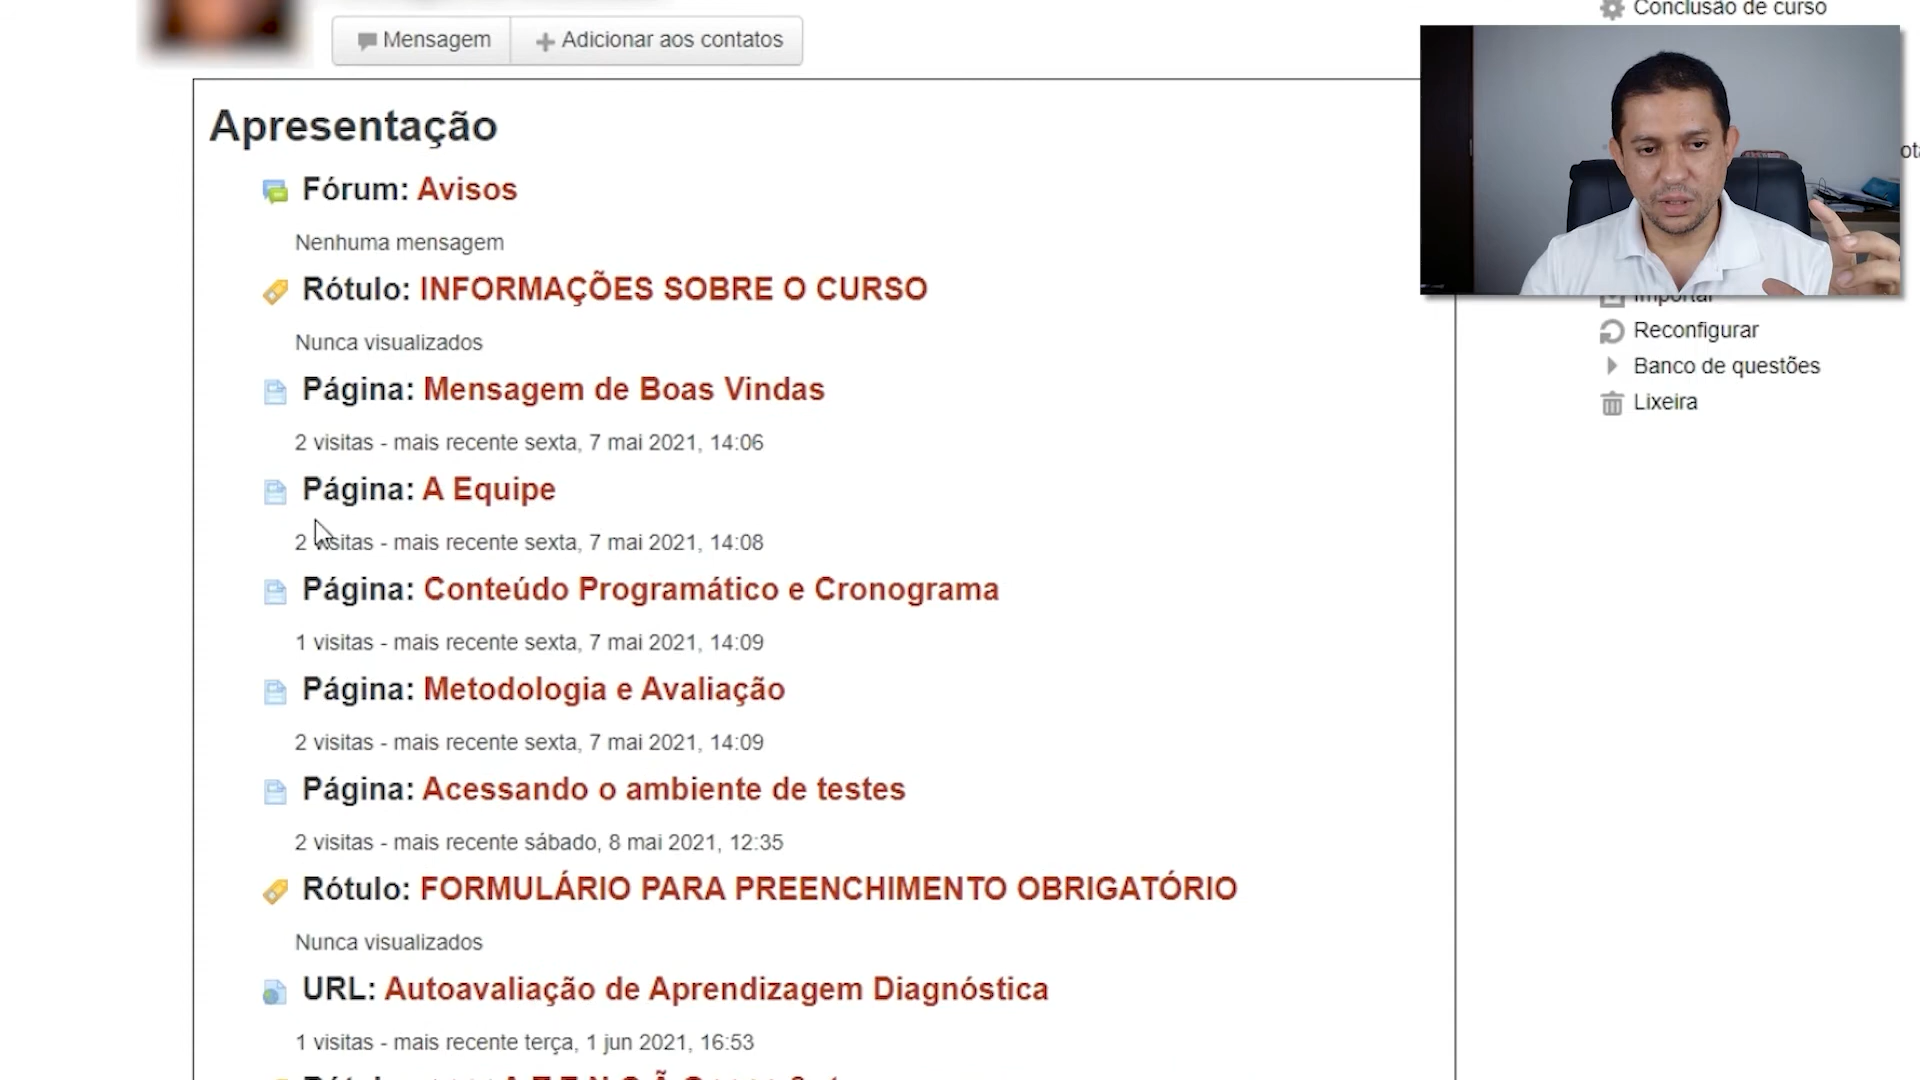 Mensagem
Adicionar aos contatos
Apresentação
Fórum: Avisos
Nenhuma mensagem
Rótulo: INFORMAÇÕES SOBRE O CURSO
Nunca visualizados
Página: Mensagem de Boas Vindas
2 visitas - mais recente sexta, 7 mai 2021, 14:06
Página: A Equipe
2 visitas - mais recente sexta, 7 mai 2021, 14:08
Página: Conteúdo Programático e Cronograma
1 visitas - mais recente sexta, 7 mai 2021, 14:09
Página: Metodologia e Avaliação
2 visitas - mais recente sexta, 7 mai 2021, 14:09
Página: Acessando o ambiente de testes
2 visitas - mais recente sábado, 8 mai 2021, 12:35
Rótulo: FORMULÁRIO PARA PREENCHIMENTO OBRIGATÓRIO
Nunca visualizados
URL: Autoavaliação de Aprendizagem Diagnóstica
1 visitas - mais recente terça, 1 jun 2021, 16:53
Conclusão de curso
Importar
Reconfigurar
Banco de questões
Lixeira